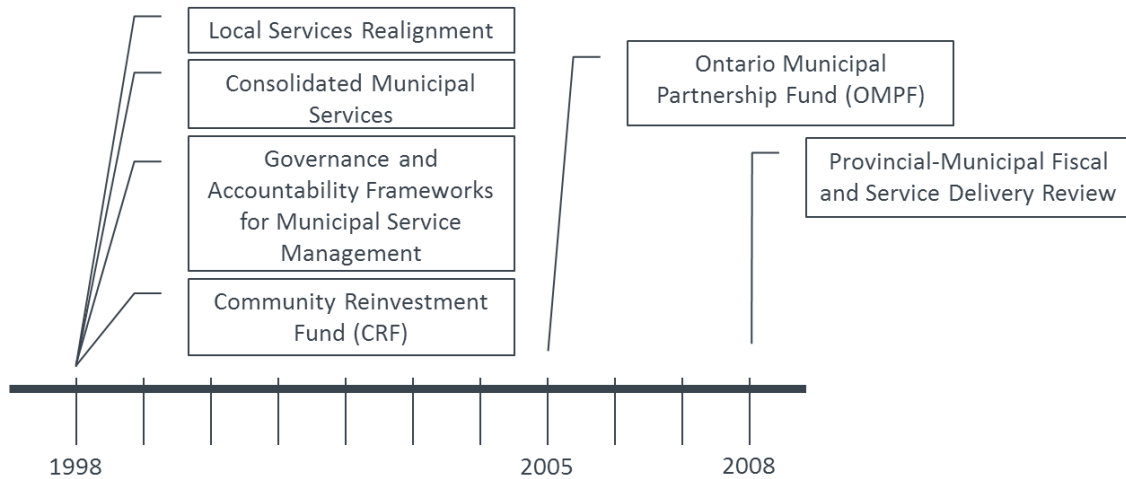 Local Services Realignment
Consolidated Municipal
Services
Governance and
Accountability Frameworks
for Municipal Service
Management
Community Reinvestment
Fund (CRF)
Ontario Municipal
Partnership Fund (OMPF)
Provincial-Municipal Fiscal
and Service Delivery Review
1998
2005
2008